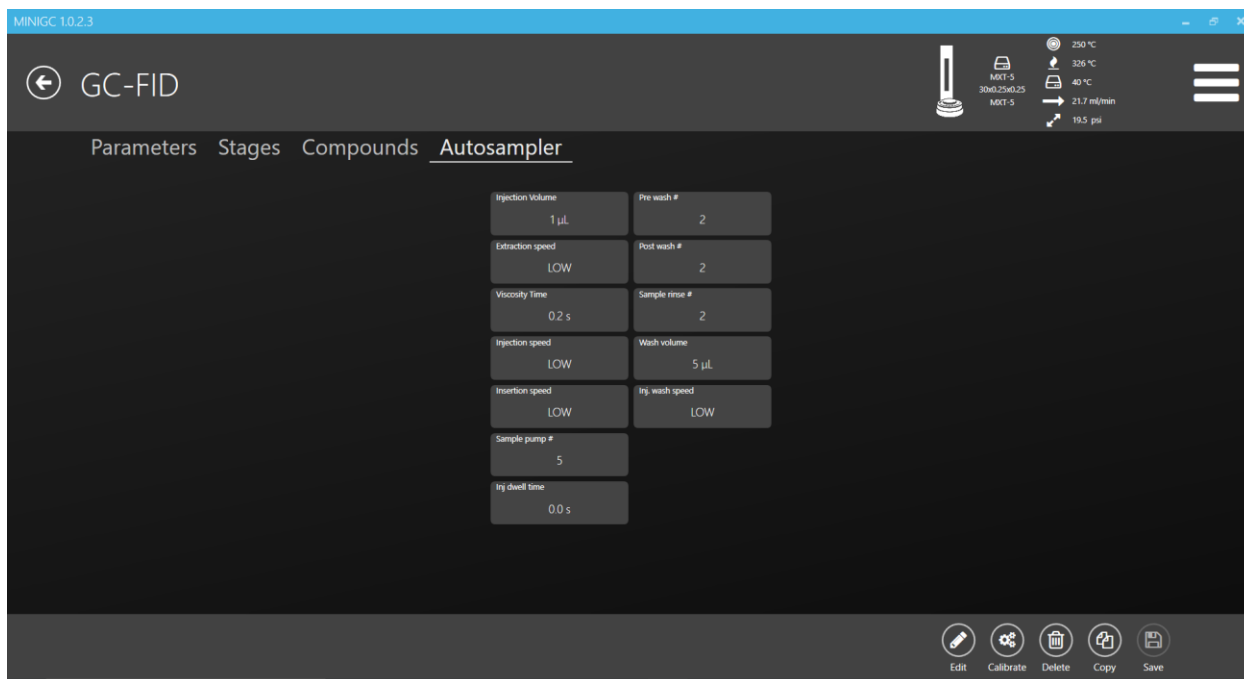 MINIGC 1.0.2.3
GC-FID
MXT-5
30x0.25x0.25
MXT-5
250 °C
326 °C
40 °C
21.7 ml/min
19.5 psi
Parameters Stages Compounds Autosampler
Injection Volume
1 µL
Pre wash #
2
Extraction speed
LOW
Post wash #
2
Viscosity Time
0.2 s
Sample rinse #
2
Injection speed
LOW
Wash volume
5 µL
Insertion speed
LOW
Inj. wash speed
LOW
Sample pump #
5
Inj dwell time
0.0 s
Edit Calibrate Delete Copy Save